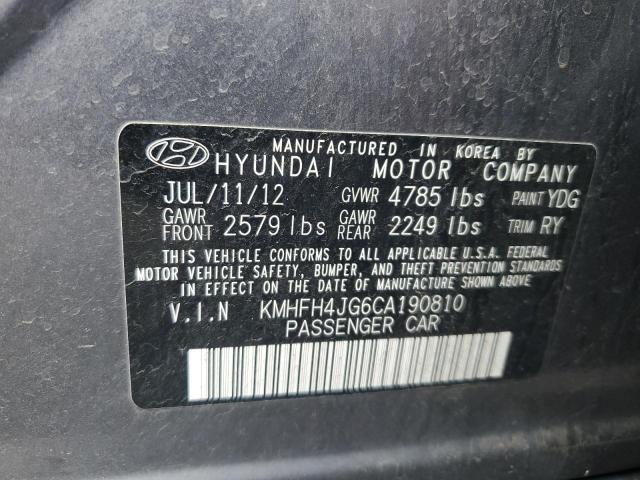 MANUFACTURED IN KOREA BY
HYUNDAI MOTOR COMPANY
JUL/11/12 GVWR 4785 lbs PAINT YDG
GAWR FRONT 2579 lbs GAWR REAR 2249 lbs TRIM RY
THIS VEHICLE CONFORMS TO ALL APPLICABLE U.S.A. FEDERAL
MOTOR VEHICLE SAFETY, BUMPER, AND THEFT PREVENTION STANDARDS
IN EFFECT ON THE DATE OF MANUFACTURE SHOWN ABOVE.
V.I.N KMHFH4JG6CA190810
PASSENGER CAR